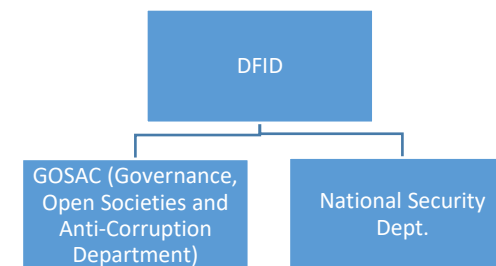 DFID
GOSAC (Governance,
Open Societies and
Anti-Corruption
Department)
National Security
Dept.